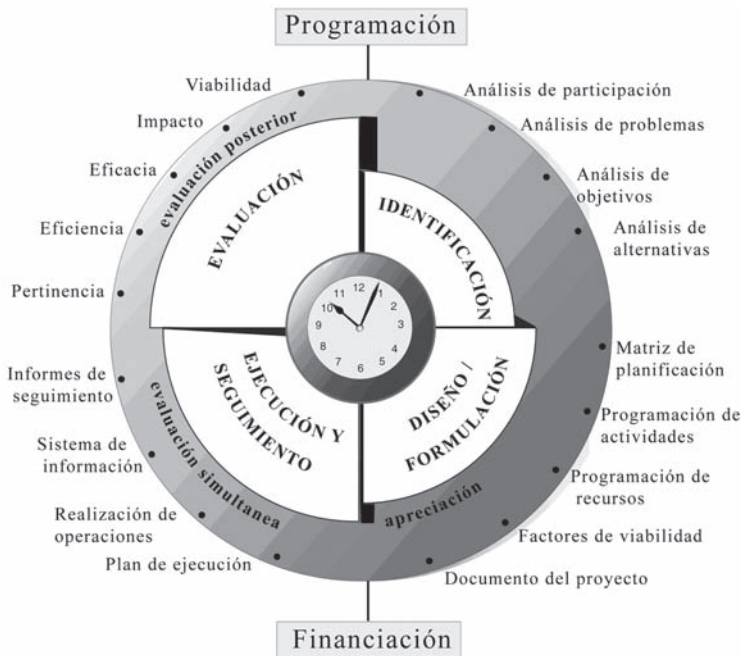 Programación
Viabilidad
Impacto
Eficacia
Eficiencia
Pertinencia
Informes de
seguimiento
Sistema de
información
Realización de
operaciones
Plan de ejecución
Análisis de participación
Análisis de problemas
Análisis de
objetivos
Análisis de
alternativas
Matriz de
planificación
Programación de
actividades
Programación de
recursos
Factores de viabilidad
Documento del proyecto
evaluación posterior
EVALUACIÓN
IDENTIFICACIÓN
12
1
2
3
4
5
6
7
8
9
10
11
EJECUCIÓN Y
SEGUIMIENTO
evaluación simultanea
DISEÑO /
FORMULACIÓN
apreciación
Financiación